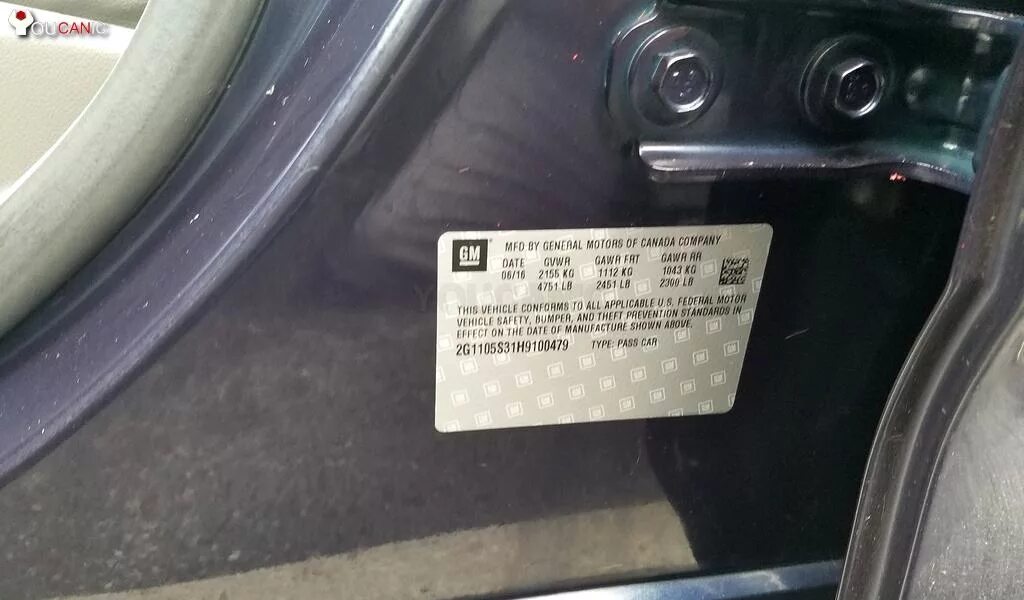 YOUCANIC
GM MFD BY GENERAL MOTORS OF CANADA COMPANY
DATE GVWR GAWR FRT GAWR RR
06/16 2155 KG 1112 KG 1043 KG
4751 LB 2451 LB 2300 LB
THIS VEHICLE CONFORMS TO ALL APPLICABLE U.S. FEDERAL MOTOR
VEHICLE SAFETY, BUMPER, AND THEFT PREVENTION STANDARDS IN
EFFECT ON THE DATE OF MANUFACTURE SHOWN ABOVE.
2G1105S31H9100479 TYPE: PASS CAR